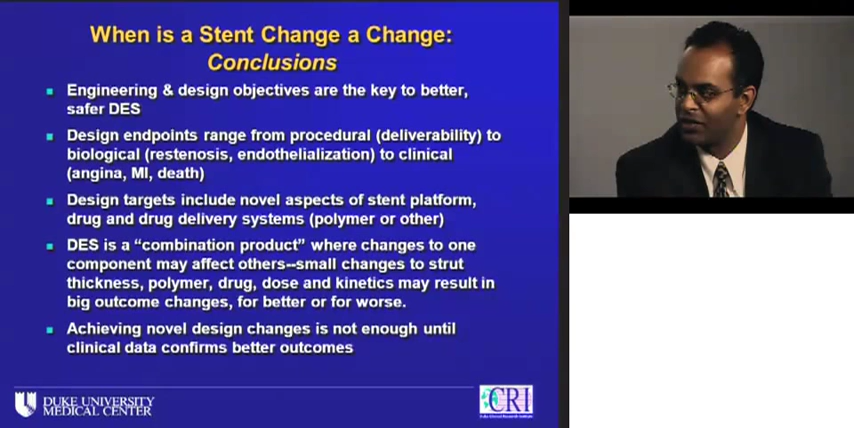 When is a Stent Change a Change:
Conclusions
Engineering & design objectives are the key to better,
safer DES
Design endpoints range from procedural (deliverability) to
biological (restenosis, endothelialization) to clinical
(angina, MI, death)
Design targets include novel aspects of stent platform,
drug and drug delivery systems (polymer or other)
DES is a “combination product” where changes to one
component may affect others--small changes to strut
thickness, polymer, drug, dose and kinetics may result in
big outcome changes, for better or for worse.
Achieving novel design changes is not enough until
clinical data confirms better outcomes
DUKE UNIVERSITY
MEDICAL CENTER
CRI